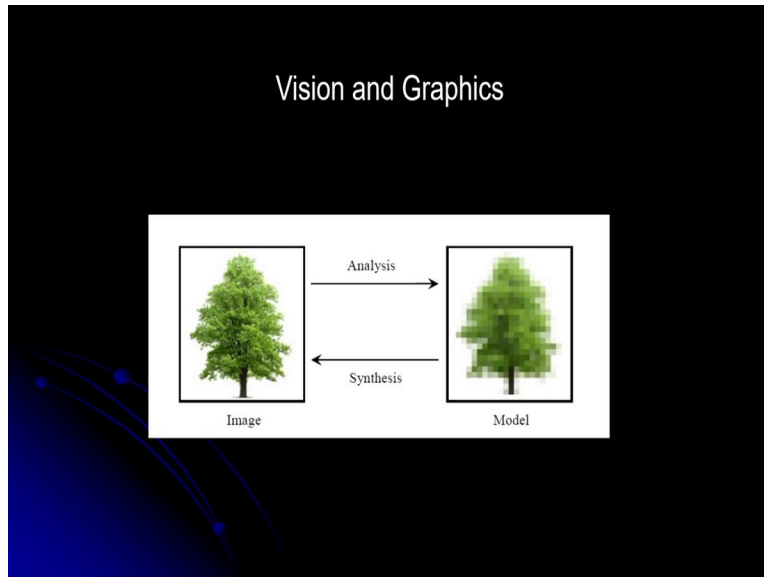 Vision and Graphics
Analysis
Synthesis
Image
Model